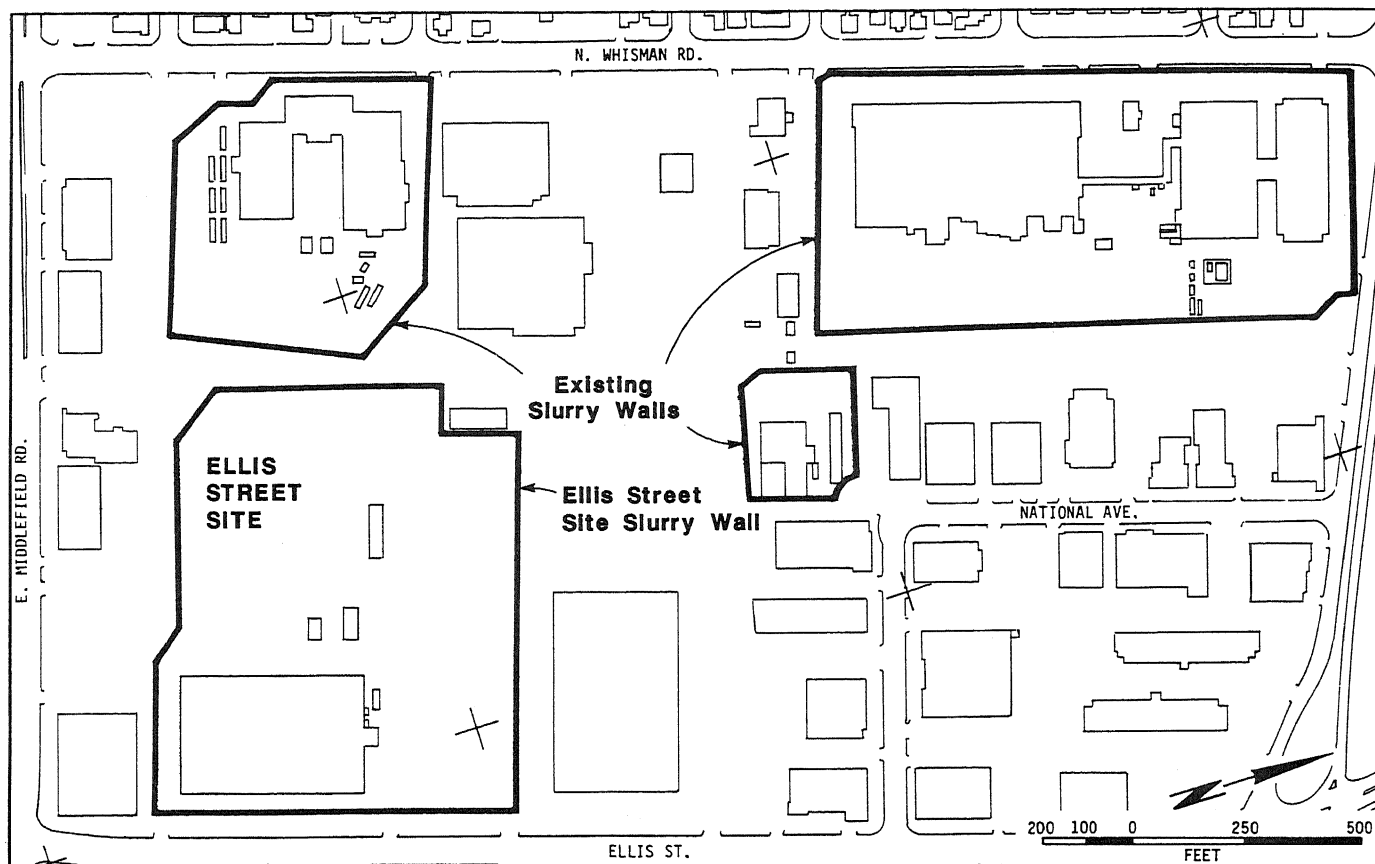 N. WHISMAN RD.
Existing
Slurry Walls
ELLIS
STREET
SITE
Ellis Street
Site Slurry Wall
NATIONAL AVE.
E. MIDDLEFIELD RD.
N
200 100 0 250 500
FEET
ELLIS ST.